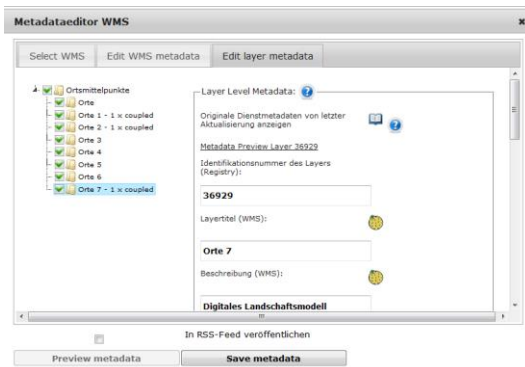 Metadataeditor WMS
Select WMS
Edit WMS metadata
Edit layer metadata
Ortsmittelpunkte
Orte
Orte 1 - 1 x coupled
Orte 2 - 1 x coupled
Orte 3
Orte 4
Orte 5
Orte 6
Orte 7 - 1 x coupled
Layer Level Metadata:
Originale Dienstmetadaten von letzter
Aktualisierung anzeigen
Metadata Preview Layer 36929
Identifikationsnummer des Layers
(Registry):
36929
Layertitel (WMS):
Orte 7
Beschreibung (WMS):
Digitales Landschaftsmodell
In RSS-Feed veröffentlichen
Preview metadata
Save metadata